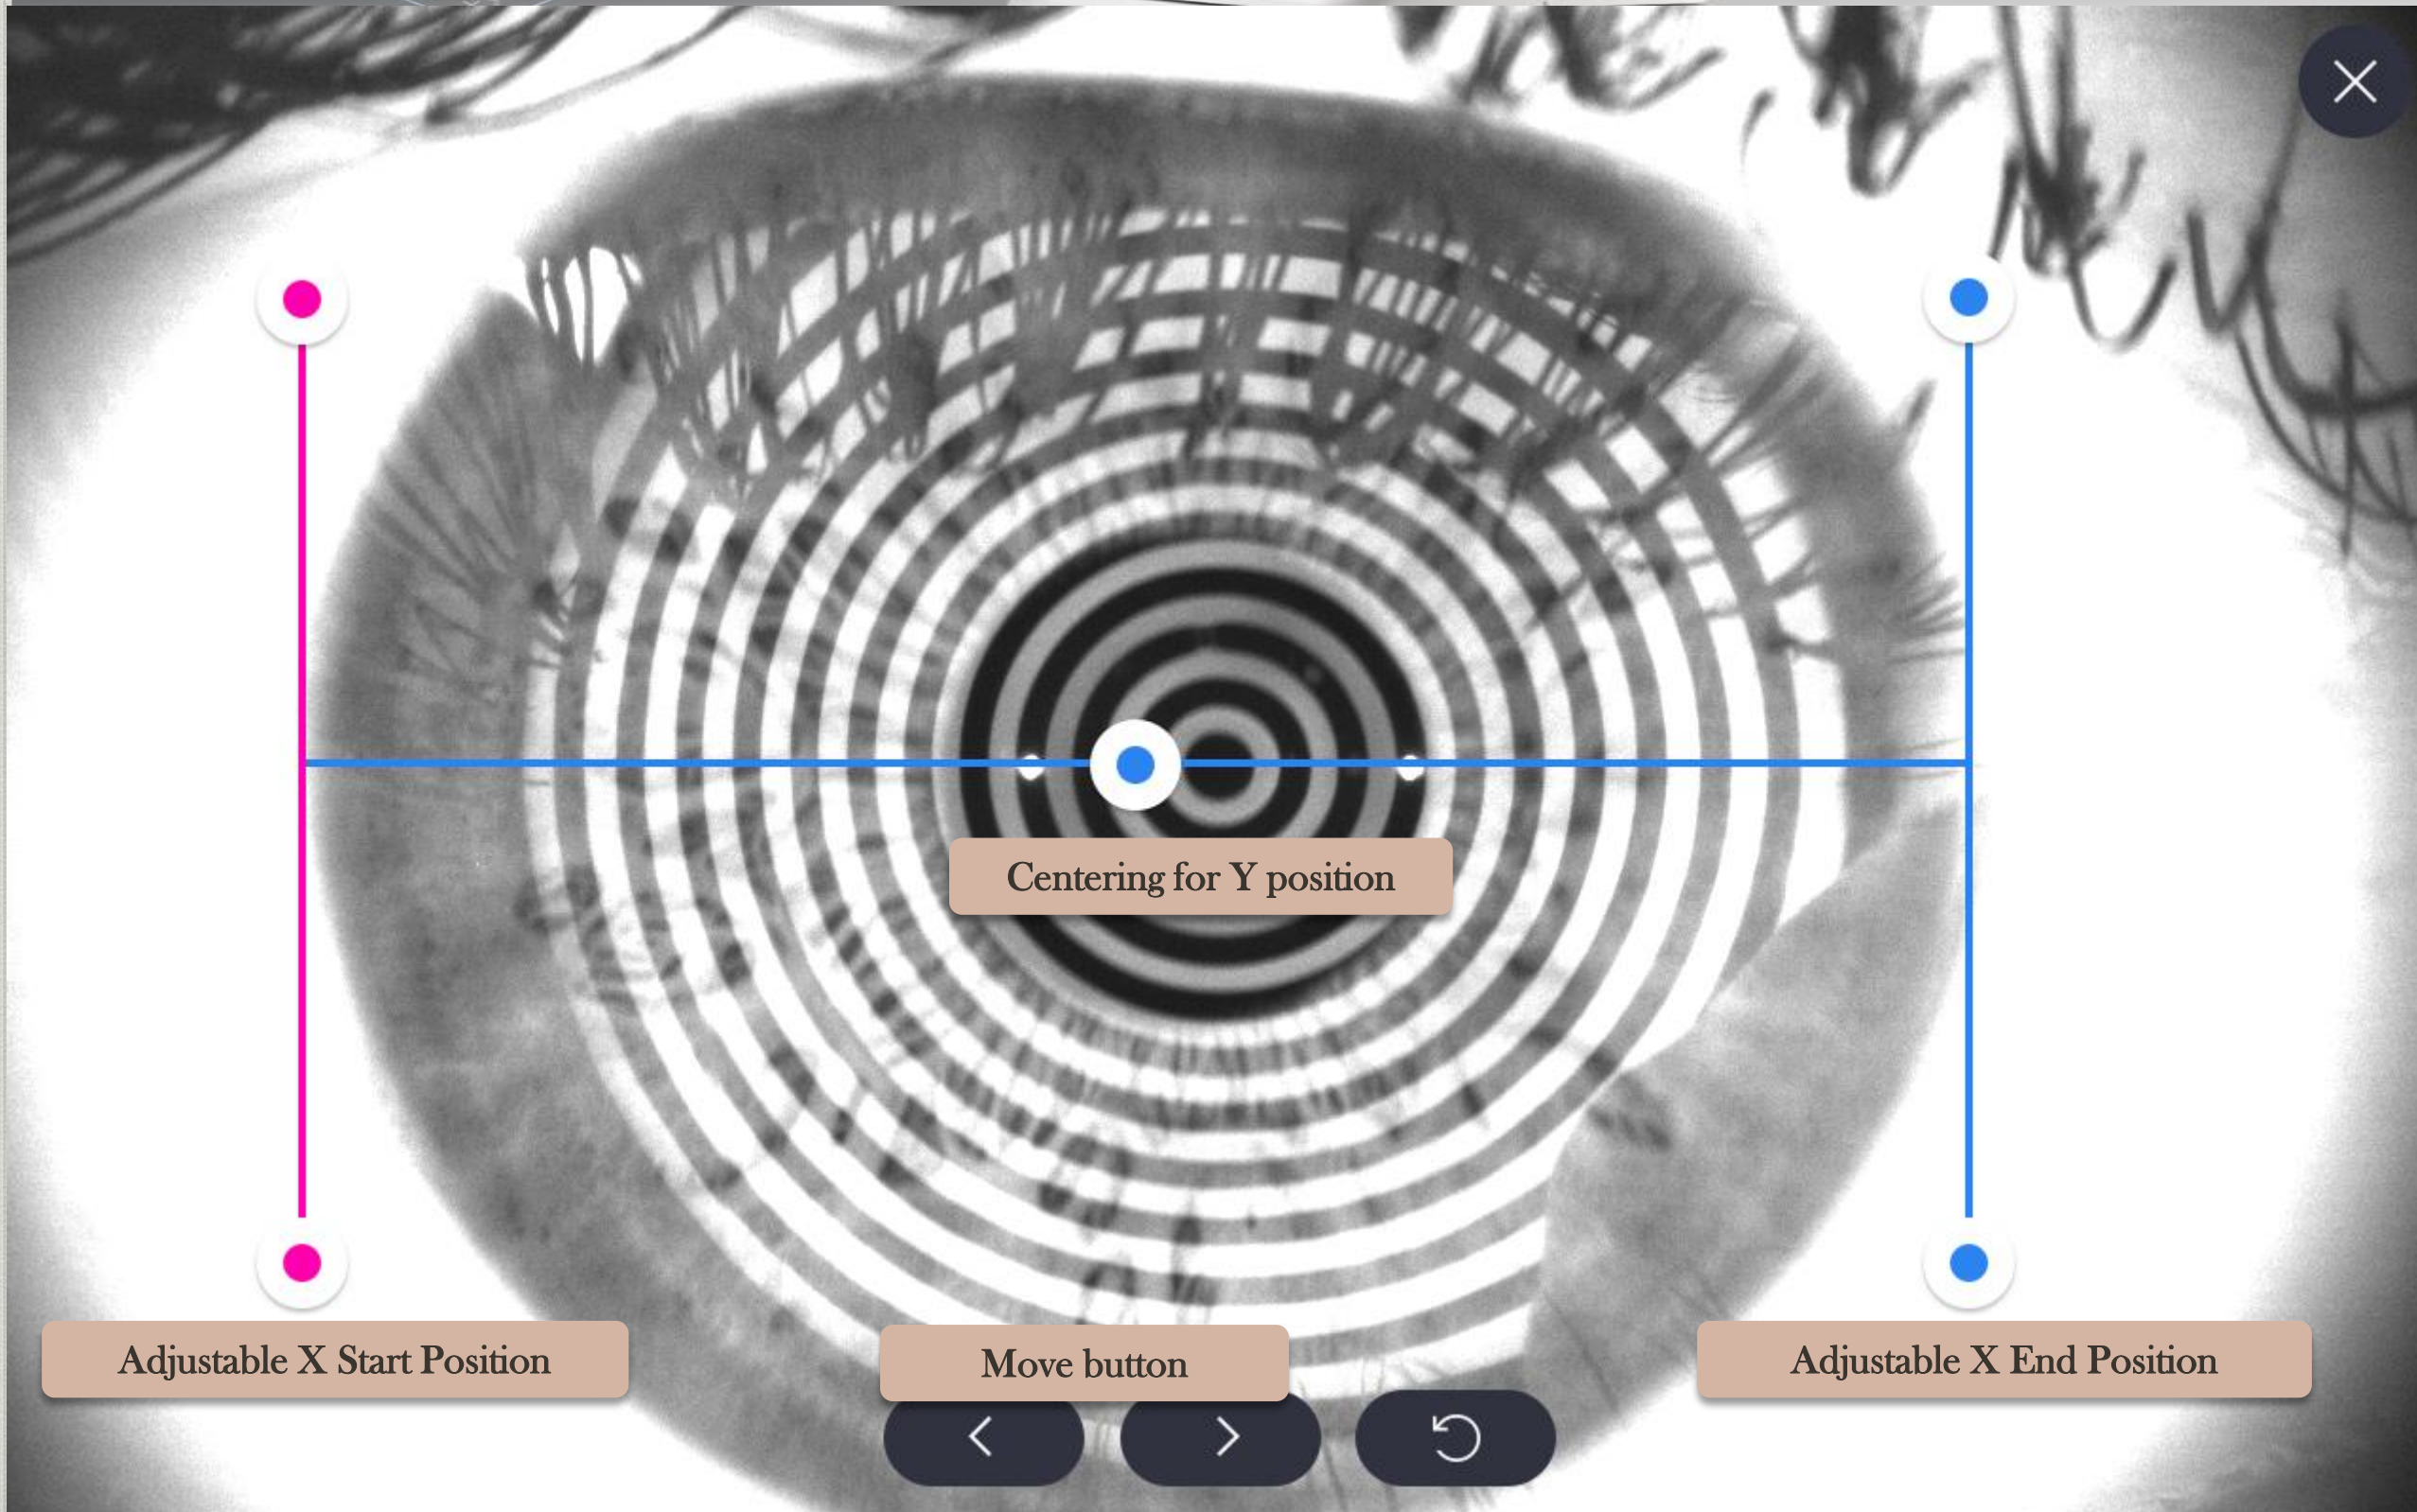 Centering for Y position
Adjustable X Start Position
Move button
Adjustable X End Position